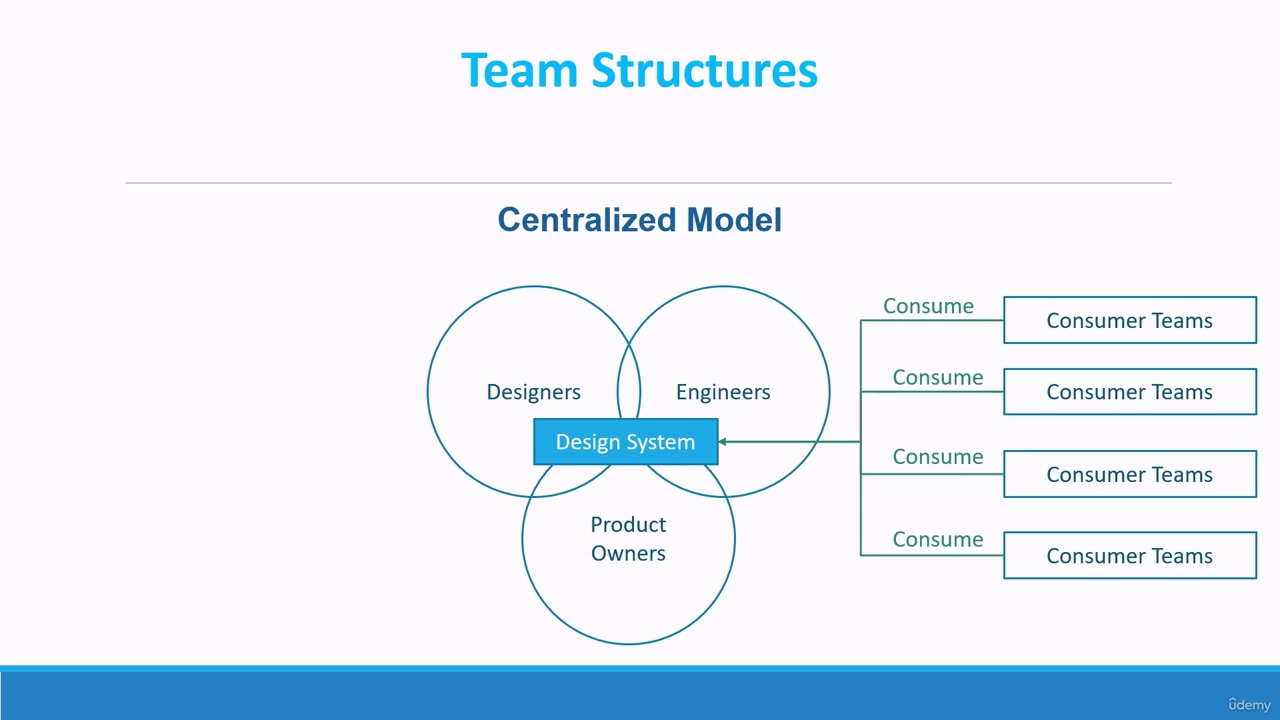 Team Structures
Centralized Model
Designers
Engineers
Design System
Product
Owners
Consume
Consumer Teams
Consume
Consumer Teams
Consume
Consumer Teams
Consume
Consumer Teams
ûdemy